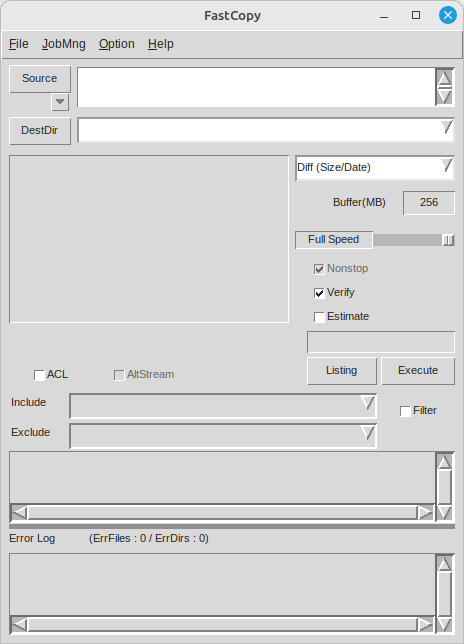 FastCopy
File JobMng Option Help
Source
DestDir
Diff (Size/Date)
Buffer(MB) 256
Full Speed
Nonstop
Verify
Estimate
Listing Execute
ACL AltStream
Include
Filter
Exclude
Error Log (ErrFiles : 0 / ErrDirs : 0)